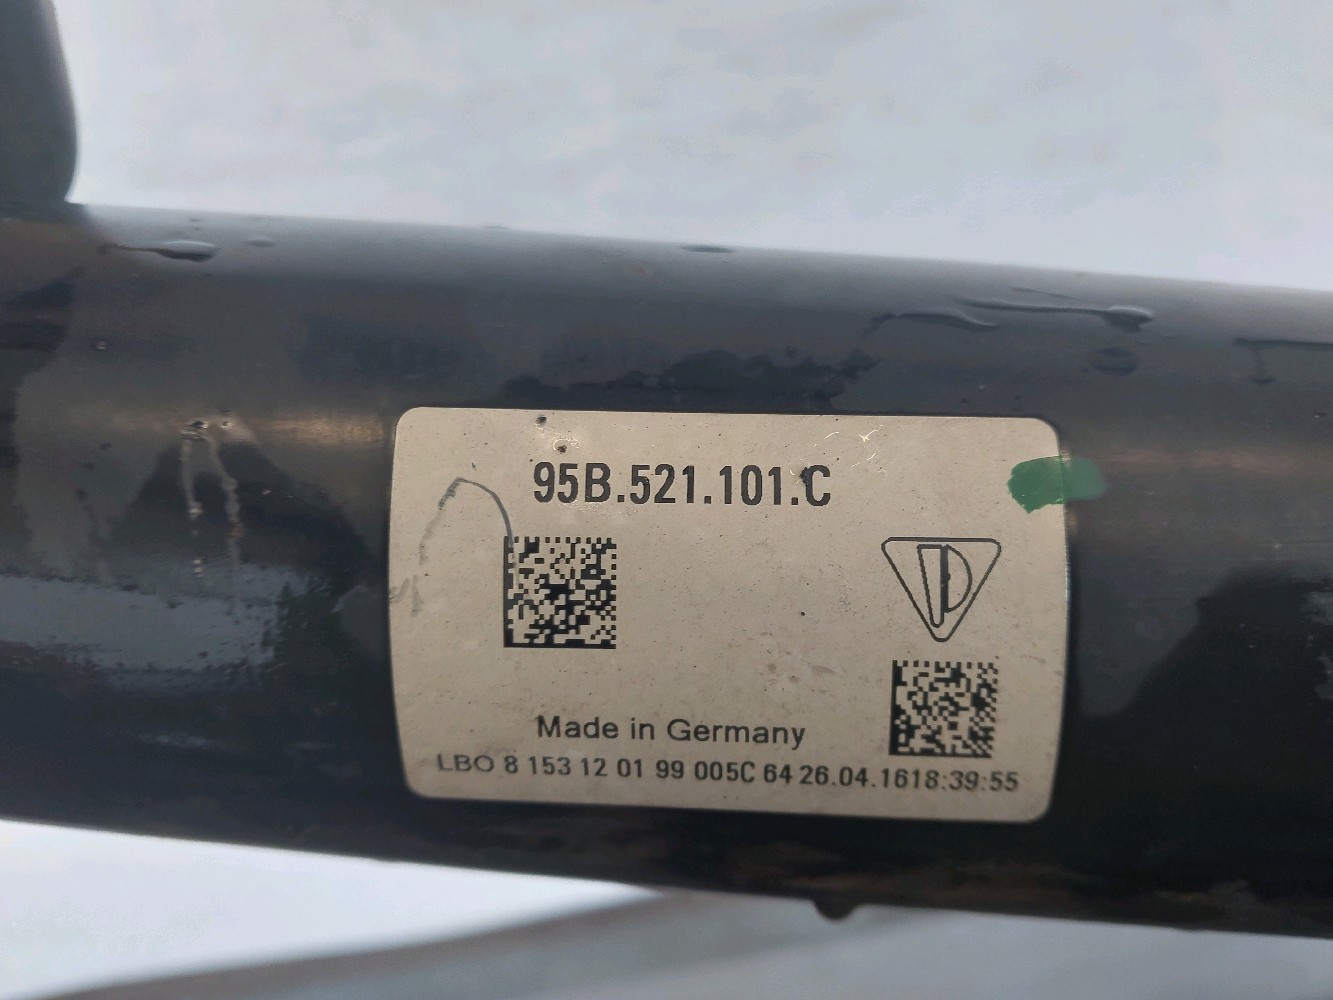 95B.521.101.C
Made in Germany
LBO 8 153 12 01 99 005C 64 26.04.1618:39:55